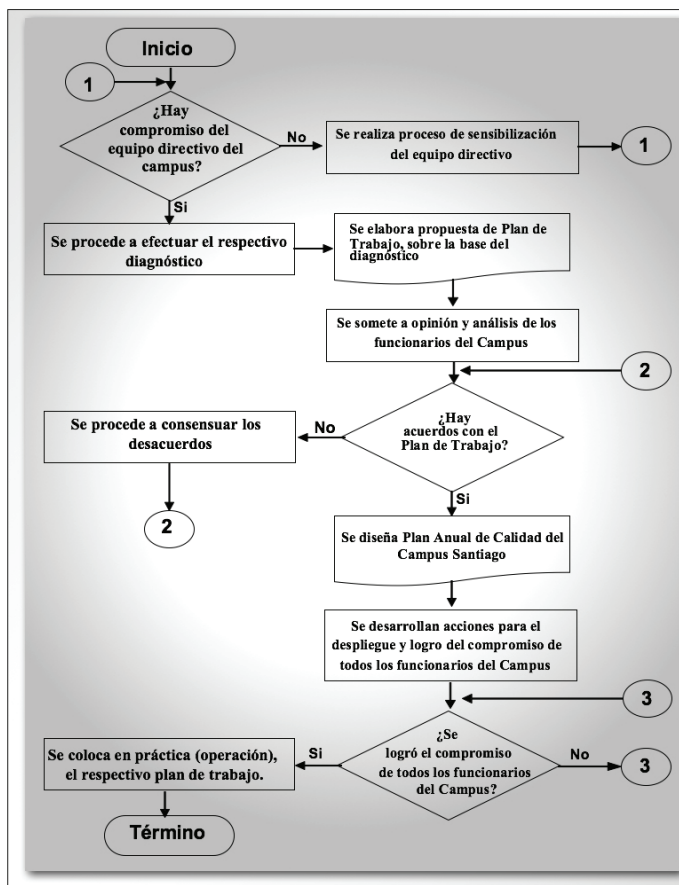 Inicio
1
¿Hay
compromiso del
equipo directivo del
campus?
No
Se realiza proceso de sensibilización
del equipo directivo
1
Si
Se procede a efectuar el respectivo
diagnóstico
Se elabora propuesta de Plan de
Trabajo, sobre la base del
diagnóstico
Se somete a opinión y análisis de los
funcionarios del Campus
2
¿Hay
acuerdos con el
Plan de Trabajo?
No
Se procede a consensuar los
desacuerdos
2
Si
Se diseña Plan Anual de Calidad del
Campus Santiago
Se desarrollan acciones para el
despliegue y logro del compromiso de
todos los funcionarios del Campus
3
¿Se
logró el compromiso
de todos los funcionarios
del Campus?
No
3
Si
Se coloca en práctica (operación),
el respectivo plan de trabajo.
Término